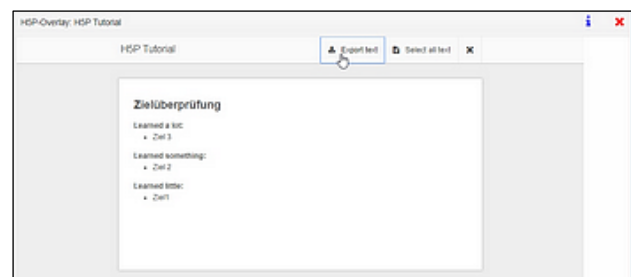 H5P-Overlay: H5P Tutorial
H5P Tutorial
Export text
Select all text
Zielüberprüfung
Learned a lot:
Ziel 3
Learned something:
Ziel 2
Learned little:
Ziel1